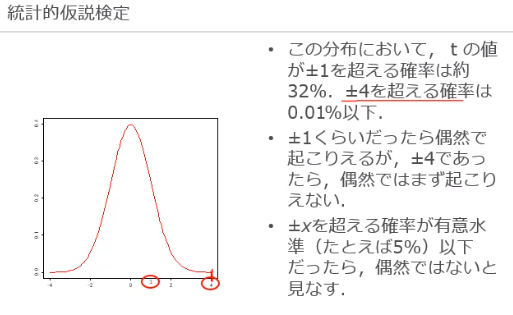 統計的仮説検定
• この分布において，ｔの値
が±1を超える確率は約
32%．±4を超える確率は
0.01%以下．
• ±1くらいだったら偶然で
起こりえるが，±4であっ
たら，偶然ではまず起こり
えない．
• ±xを超える確率が有意水
準（たとえば5%）以下
だったら，偶然ではないと
見なす．
0.4
0.3
0.2
0.1
0.0
-4 -2 0 2